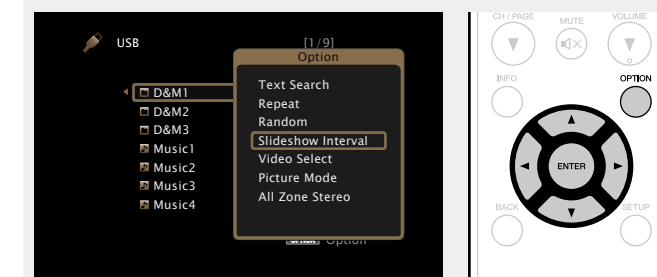 USB
[1/9]
Option
D&M1
D&M2
D&M3
Music1
Music2
Music3
Music4
Text Search
Repeat
Random
Slideshow Interval
Video Select
Picture Mode
All Zone Stereo
OPTION Option
CH / PAGE
MUTE
VOLUME
INFO
OPTION
ENTER
BACK
SETUP